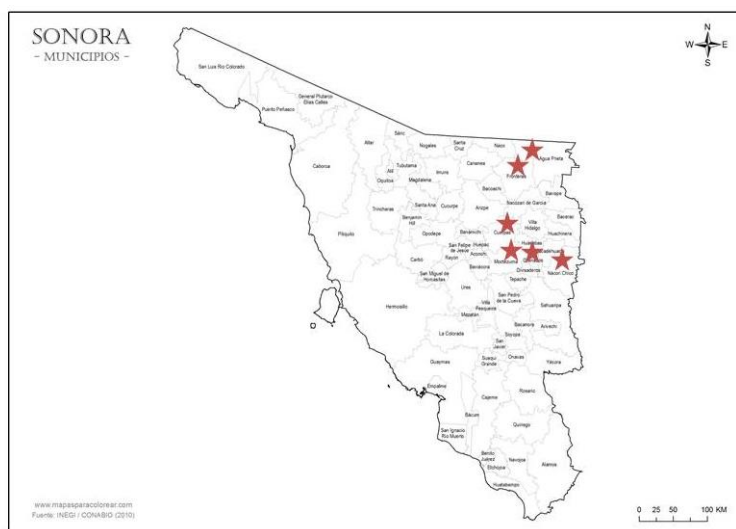 SONORA
- MUNICIPIOS -
N
W E
S
San Luis Río Colorado
General Plutarco
Elías Calles
Puerto Peñasco
Caborca
Altar
Sáric
Nogales
Santa
Cruz
Cananea
Naco
Agua Prieta
Fronteras
Tubutama
Atil
Oquitoa
Magdalena
Imuris
Bacoachi
Nacozari de García
Bavispe
Trincheras
Santa Ana
Cucurpe
Arizpe
Benjamín
Hill
Opodepe
Banámichi
Cumpas
Villa
Hidalgo
Bacerac
Huachinera
Pitiquito
San Felipe
de Jesús
Huépac
Aconchi
Rayón
Carbó
Baviácora
Moctezuma
Huásabas
Nácori Chico
Divisaderos
Tepache
San Miguel de
Horcasitas
Ures
Hermosillo
Villa
Pesqueira
Mazatán
San Pedro
de la Cueva
Sahuaripa
Bacanora
Arivechi
La Colorada
Soyopa
San
Javier
Suaqui
Grande
Onavas
Yécora
Guaymas
Empalme
Cajeme
Rosario
Bácum
Quiriego
San Ignacio
Río Muerto
Benito
Juárez
Etchojoa
Navojoa
Alamos
Huatabampo
www.mapasparacolorear.com
Fuente: INEGI / CONABIO (2010)
0 25 50 100 KM